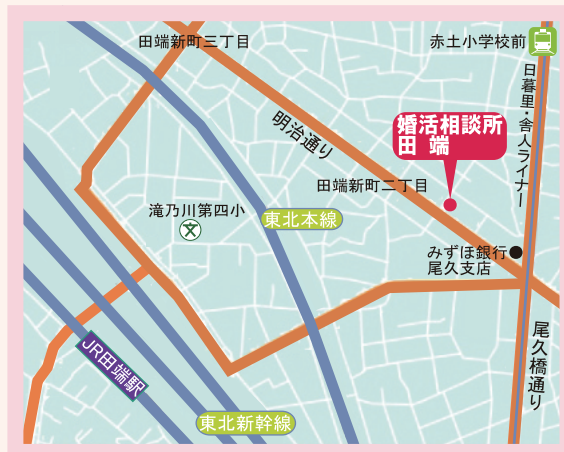 田端新町三丁目
赤土小学校前
日暮里・舎人ライナー
明治通り
婚活相談所
田 端
田端新町二丁目
滝乃川第四小
文
東北本線
みずほ銀行
尾久支店
尾久橋通り
JR田端駅
東北新幹線